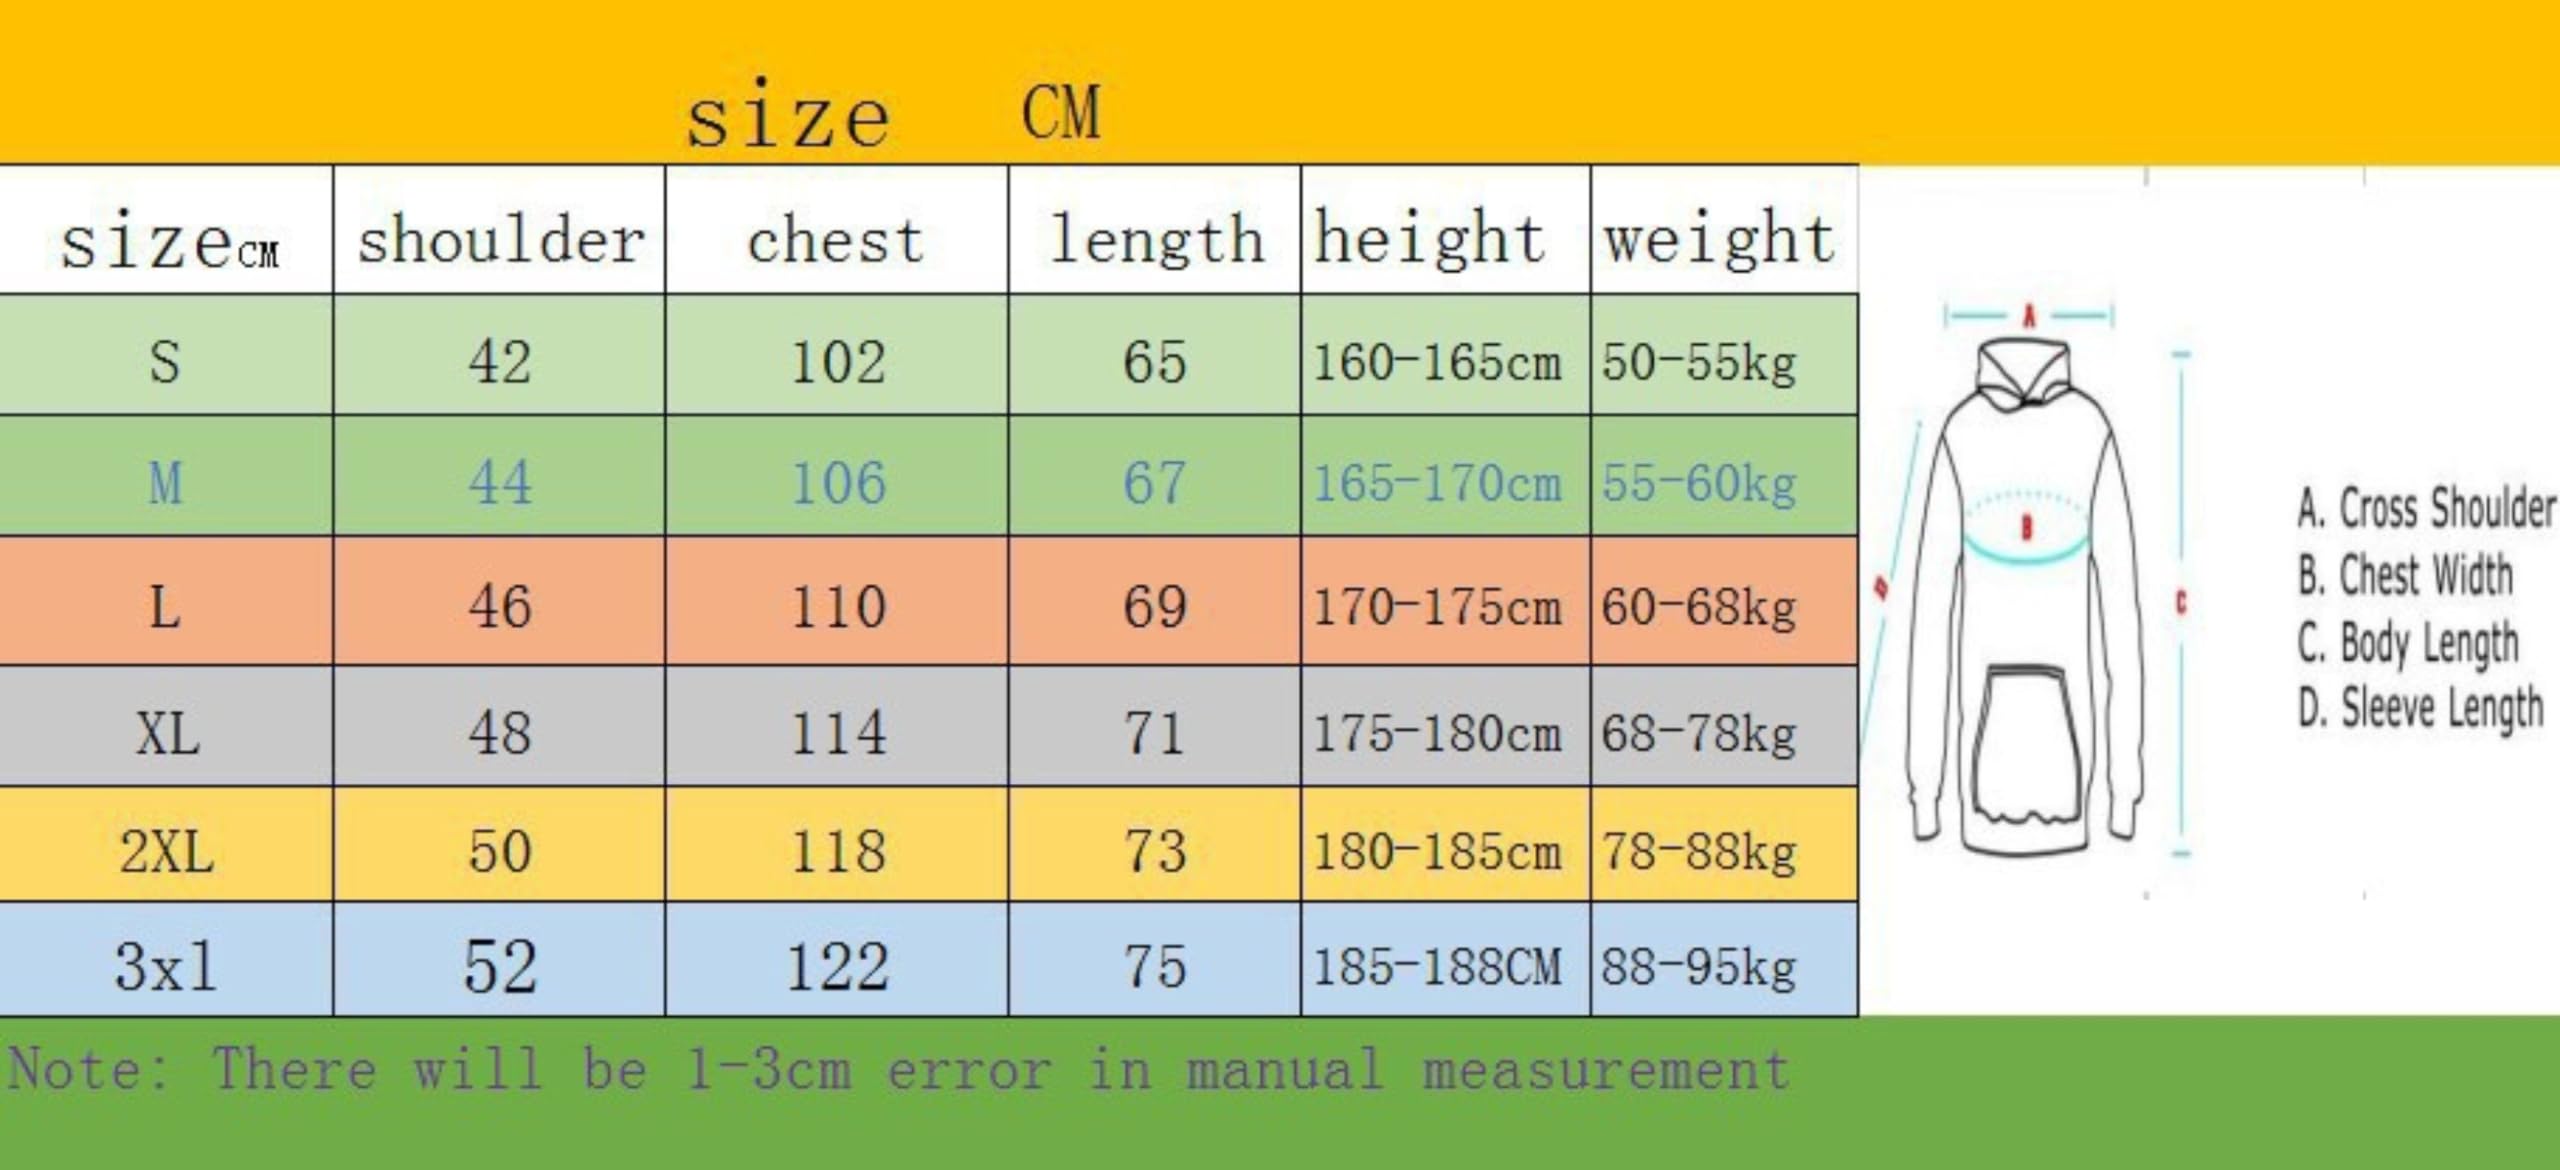 size CM
sizeCM shoulder chest length height weight
S 42 102 65 160-165cm 50-55kg
M 44 106 67 165-170cm 55-60kg
L 46 110 69 170-175cm 60-68kg
XL 48 114 71 175-180cm 68-78kg
2XL 50 118 73 180-185cm 78-88kg
3xl 52 122 75 185-188CM 88-95kg
Note: There will be 1-3cm error in manual measurement
A
B
C
D
A. Cross Shoulder
B. Chest Width
C. Body Length
D. Sleeve Length